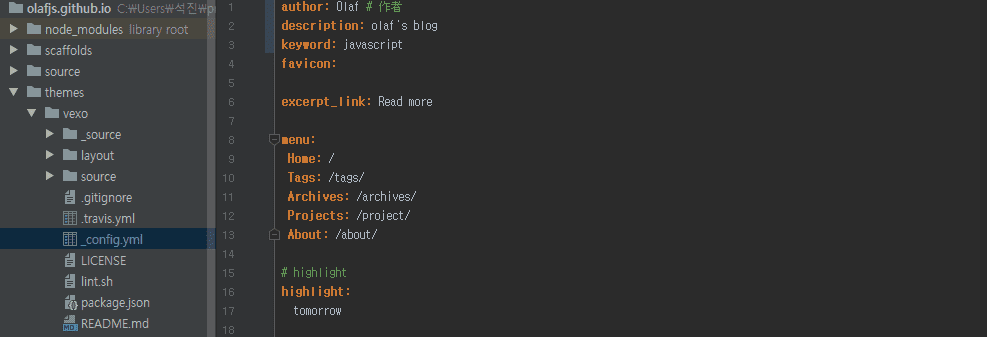 olafjs.github.io C:₩Users₩석진₩p
node_modules library root
scaffolds
source
themes
vexo
_source
layout
source
.gitignore
.travis.yml
_config.yml
LICENSE
lint.sh
package.json
README.md
1 author: Olaf # 作者
2 description: olaf's blog
3 keyword: javascript
4 favicon:
5
6 excerpt_link: Read more
7
8 menu:
9 Home: /
10 Tags: /tags/
11 Archives: /archives/
12 Projects: /project/
13 About: /about/
14
15 # highlight
16 highlight:
17 tomorrow
18